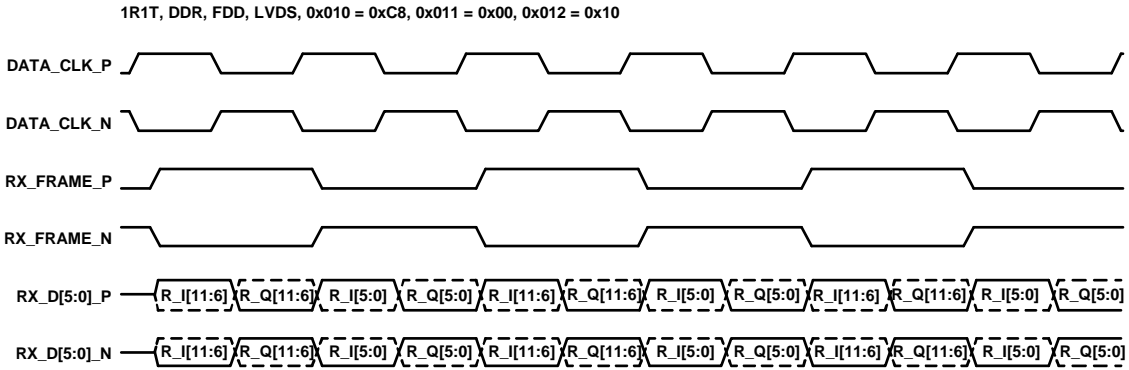 1R1T, DDR, FDD, LVDS, 0x010 = 0xC8, 0x011 = 0x00, 0x012 = 0x10
DATA_CLK_P
DATA_CLK_N
RX_FRAME_P
RX_FRAME_N
RX_D[5:0]_P R_I[11:6] R_Q[11:6] R_I[5:0] R_Q[5:0] R_I[11:6] R_Q[11:6] R_I[5:0] R_Q[5:0] R_I[11:6] R_Q[11:6] R_I[5:0] R_Q[5:0]
RX_D[5:0]_N R_I[11:6] R_Q[11:6] R_I[5:0] R_Q[5:0] R_I[11:6] R_Q[11:6] R_I[5:0] R_Q[5:0] R_I[11:6] R_Q[11:6] R_I[5:0] R_Q[5:0]